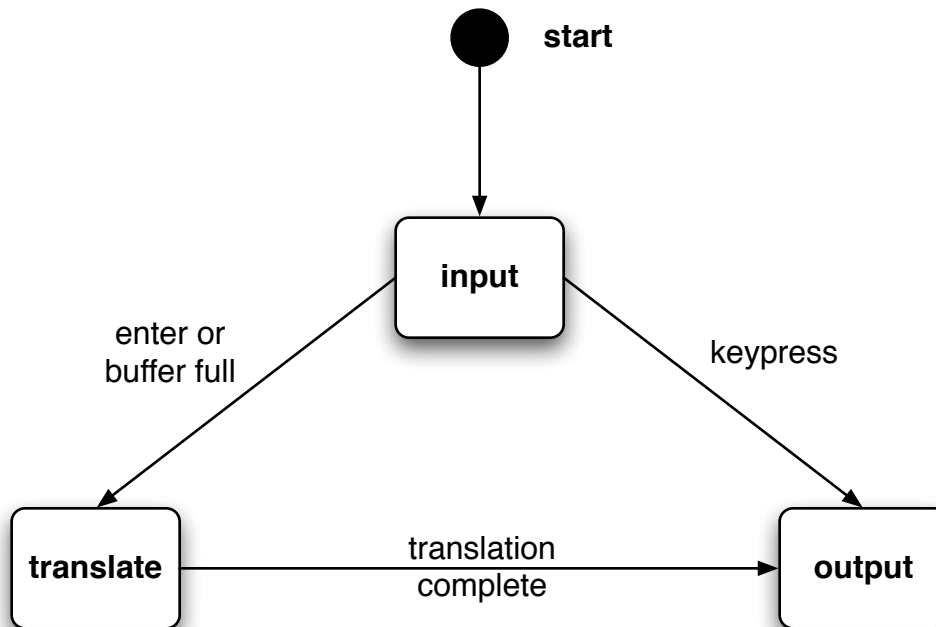 start
input
enter or
buffer full
keypress
translate
translation
complete
output